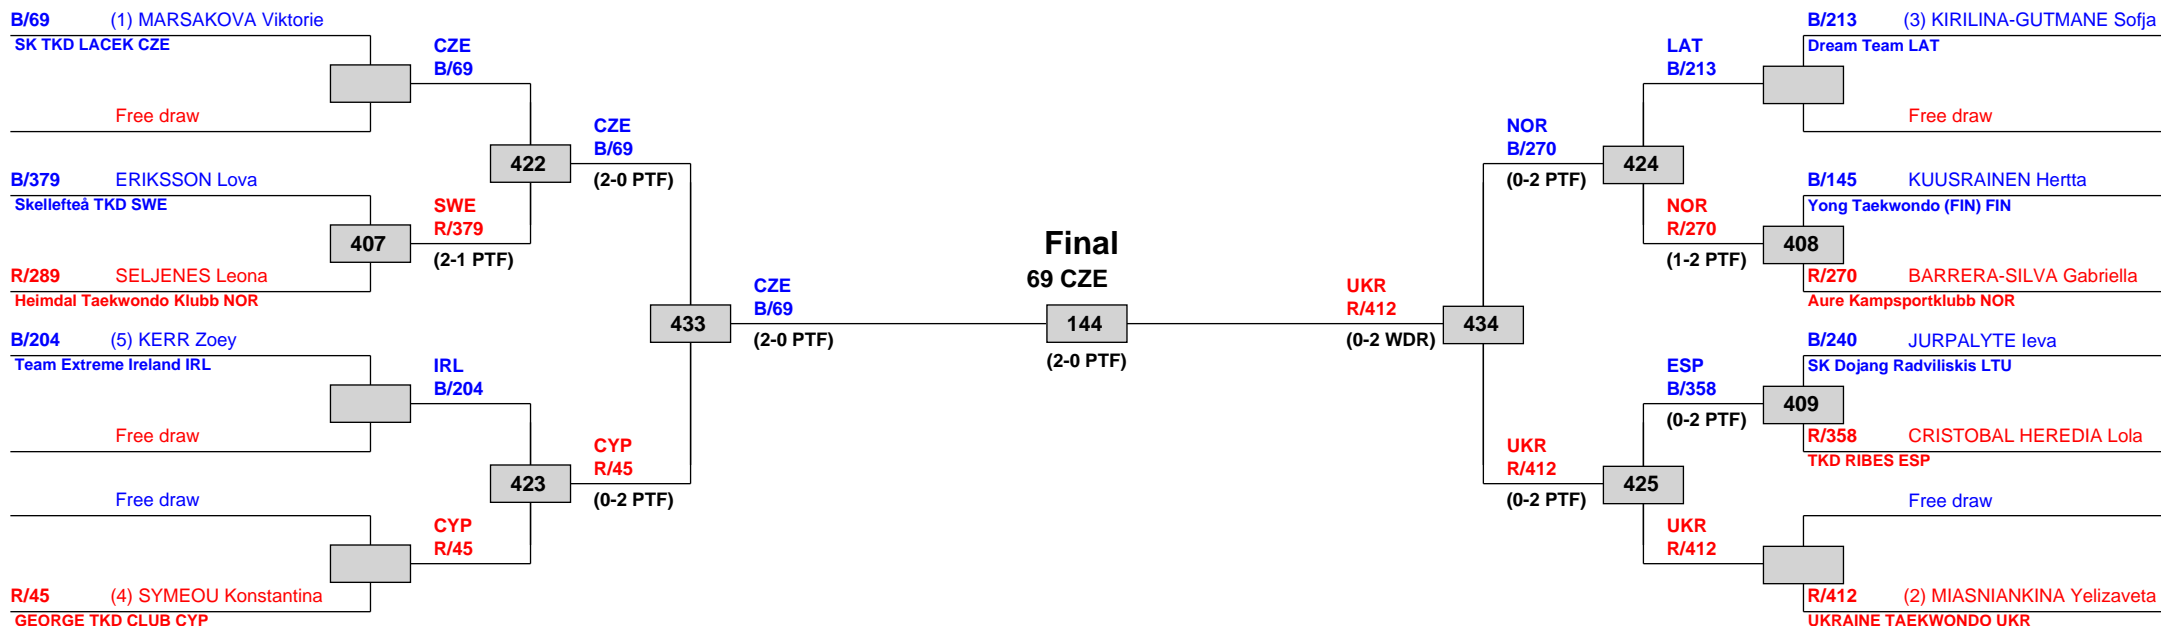 B/69 (1) MARSAKOVA Viktorie
SK TKD LACEK CZE
Free draw
B/379 ERIKSSON Lova
Skellefteå TKD SWE
R/289 SELJENES Leona
Heimdal Taekwondo Klubb NOR
B/204 (5) KERR Zoey
Team Extreme Ireland IRL
Free draw
Free draw
R/45 (4) SYMEOU Konstantina
GEORGE TKD CLUB CYP
407
CZE
B/69
SWE
R/379
(2-1 PTF)
IRL
B/204
CYP
R/45
422
423
CZE
B/69
(2-0 PTF)
CYP
R/45
(0-2 PTF)
433
CZE
B/69
(2-0 PTF)
Final
69 CZE
144
(2-0 PTF)
UKR
R/412
(0-2 WDR)
434
NOR
B/270
(0-2 PTF)
UKR
R/412
(0-2 PTF)
424
425
LAT
B/213
NOR
R/270
(1-2 PTF)
ESP
B/358
(0-2 PTF)
UKR
R/412
408
409
B/213 (3) KIRILINA-GUTMANE Sofja
Dream Team LAT
Free draw
B/145 KUUSRAINEN Hertta
Yong Taekwondo (FIN) FIN
R/270 BARRERA-SILVA Gabriella
Aure Kampsportklubb NOR
B/240 JURPALYTE Ieva
SK Dojang Radviliskis LTU
R/358 CRISTOBAL HEREDIA Lola
TKD RIBES ESP
Free draw
R/412 (2) MIASNIANKINA Yelizaveta
UKRAINE TAEKWONDO UKR